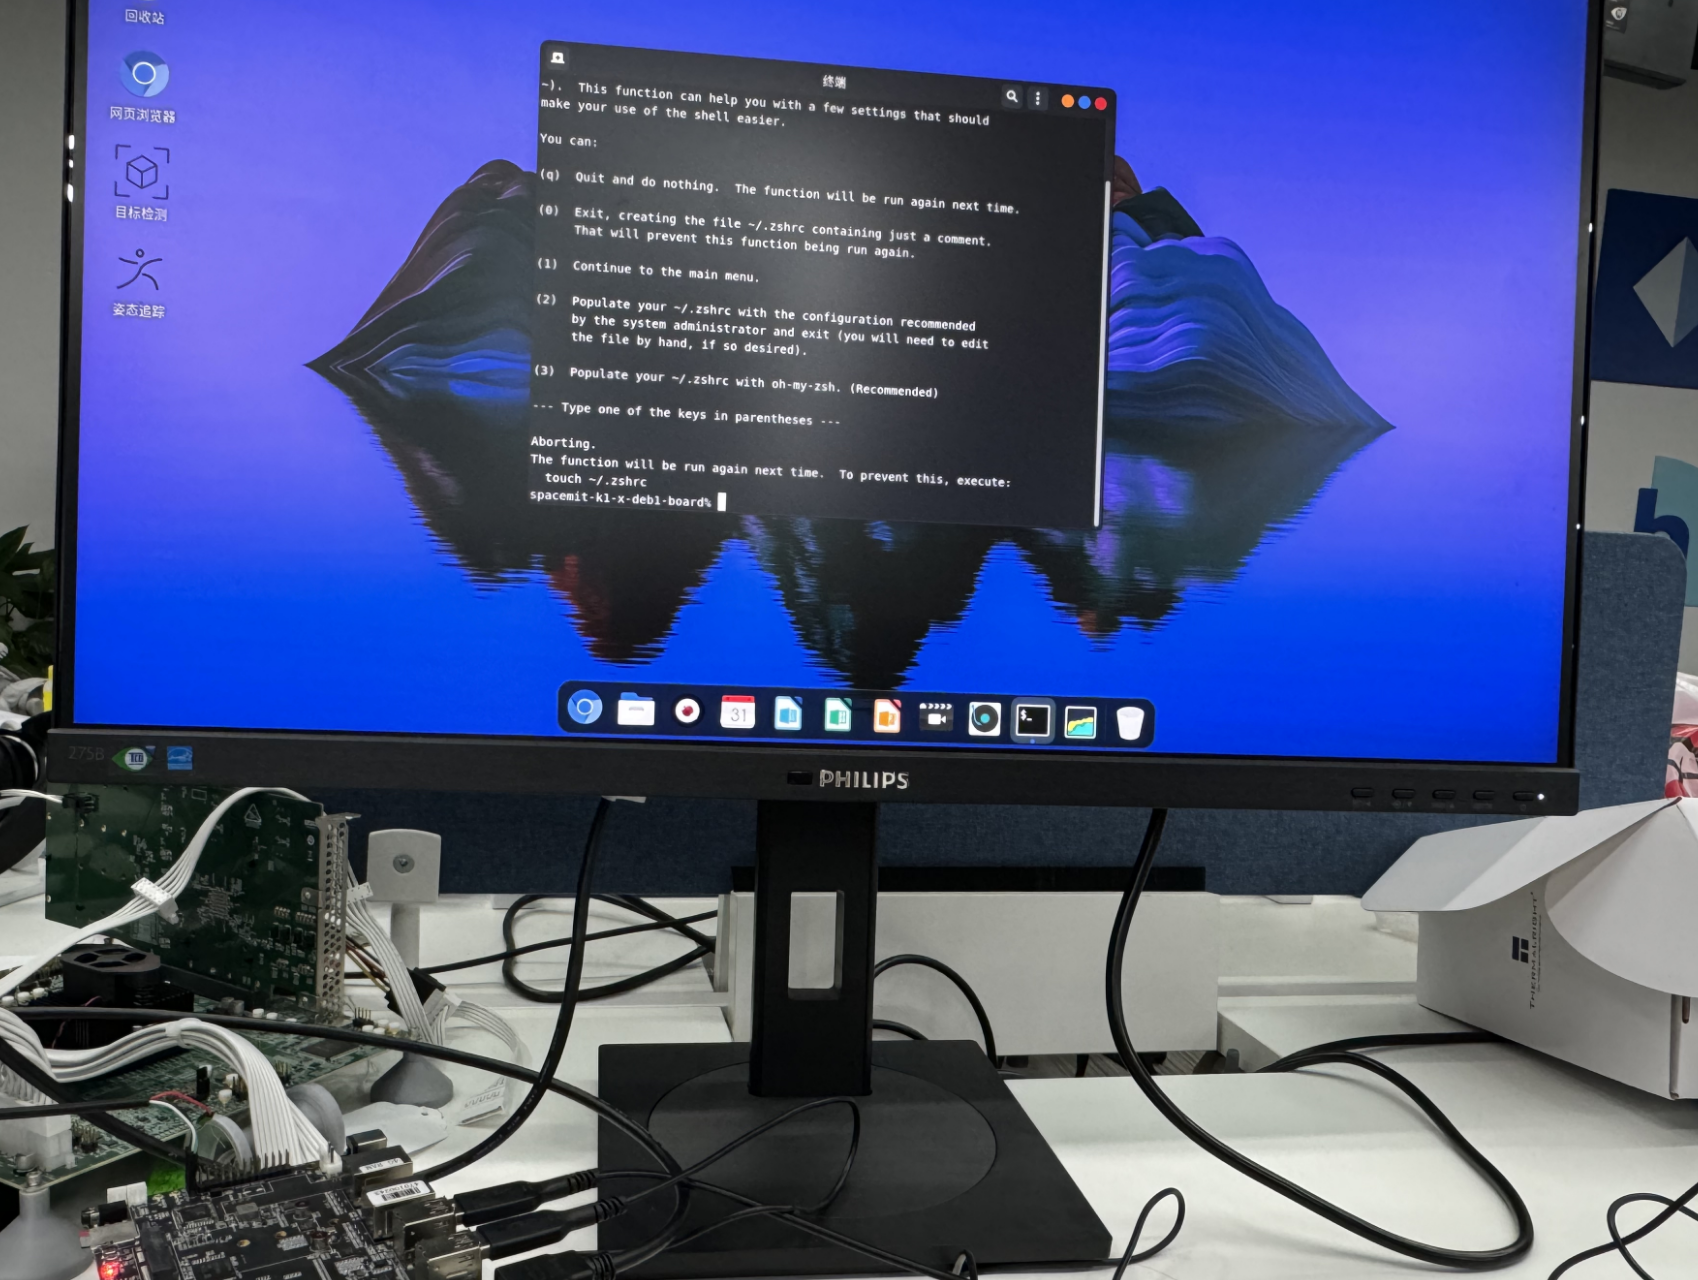 回收站
网页浏览器
目标检测
姿态追踪
终端
~).  This function can help you with a few settings that should
make your use of the shell easier.
You can:
(q)  Quit and do nothing.  The function will be run again next time.
(0)  Exit, creating the file ~/.zshrc containing just a comment.
That will prevent this function being run again.
(1)  Continue to the main menu.
(2)  Populate your ~/.zshrc with the configuration recommended
by the system administrator and exit (you will need to edit
the file by hand, if so desired).
(3)  Populate your ~/.zshrc with oh-my-zsh. (Recommended)
--- Type one of the keys in parentheses ---
Aborting.
The function will be run again next time.  To prevent this, execute:
touch ~/.zshrc
spacemit-k1-x-deb1-board%
31
$_
275B
TCO
PHILIPS
THERMALRIGHT
b